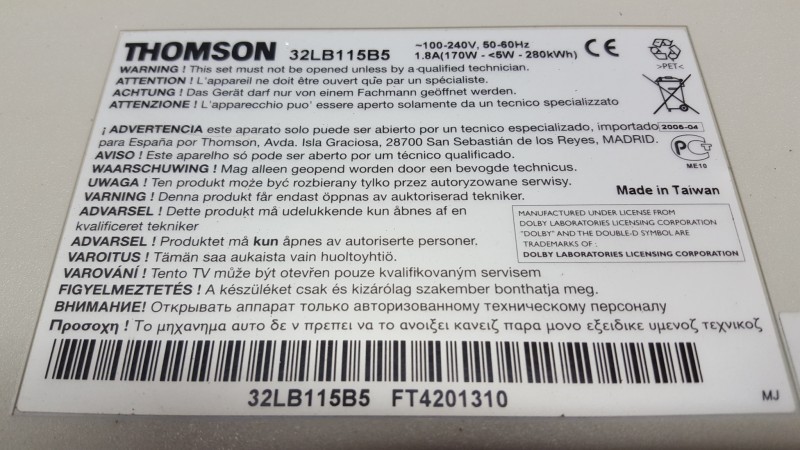 THOMSON 32LB115B5 ~100-240V, 50-60Hz
1.8A(170W - <5W - 280kWh) CE
>PET<
WARNING ! This set must not be opened unless by a qualified technician.
ATTENTION ! L'appareil ne doit être ouvert que par un spécialiste.
ACHTUNG ! Das Gerät darf nur von einem Fachmann geöffnet werden.
ATTENZIONE ! L'apparecchio puo' essere aperto solamente da un tecnico specializzato
¡ ADVERTENCIA este aparato solo puede ser abierto por un tecnico especializado, importado 2006-04
para España por Thomson, Avda. Isla Graciosa, 28700 San Sebastián de los Reyes, MADRID.
ME10
AVISO ! Este aparelho só pode ser aberto por um técnico qualificado.
WAARSCHUWING ! Mag alleen geopend worden door een bevoegde technicus.
UWAGA ! Ten produkt może być rozbierany tylko przez autoryzowane serwisy.
Made in Taiwan
VARNING ! Denna produkt får endast öppnas av auktoriserad tekniker.
ADVARSEL ! Dette produkt må udelukkende kun åbnes af en
kvalificeret tekniker
ADVARSEL ! Produktet må kun åpnes av autoriserte personer.
VAROITUS ! Tämän saa aukaista vain huoltoyhtiö.
MANUFACTURED UNDER LICENSE FROM
DOLBY LABORATORIES LICENSING CORPORATION
"DOLBY" AND THE DOUBLE-D SYMBOL ARE
TRADEMARKS OF :
DOLBY LABORATORIES LICENSING CORPORATION
VAROVÁNÍ ! Tento TV může být otevřen pouze kvalifikovaným servisem
FIGYELMEZTETÉS ! A készüléket csak és kizárólag szakember bonthatja meg.
ВНИМАНИЕ! Открывать аппарат только авторизованному техническому персоналу
Προσοχη ! Το μηχανημα αυτο δε ν πρεπει να το ανοιξει κανειζ παρα μονο εξειδικε υμενοζ τεχνικοζ
32LB115B5 FT4201310
MJ